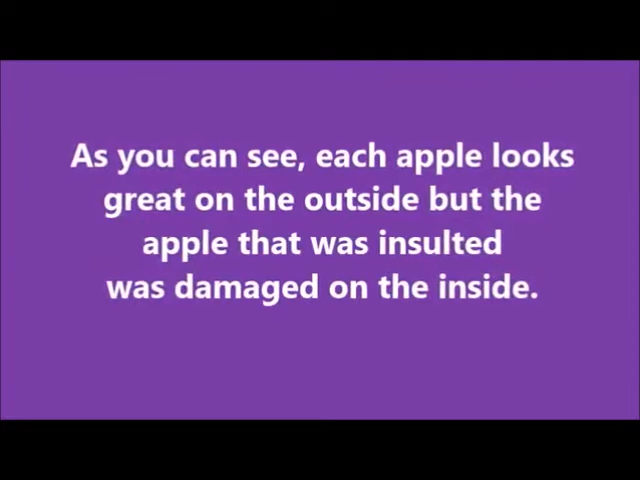 As you can see, each apple looks
great on the outside but the
apple that was insulted
was damaged on the inside.